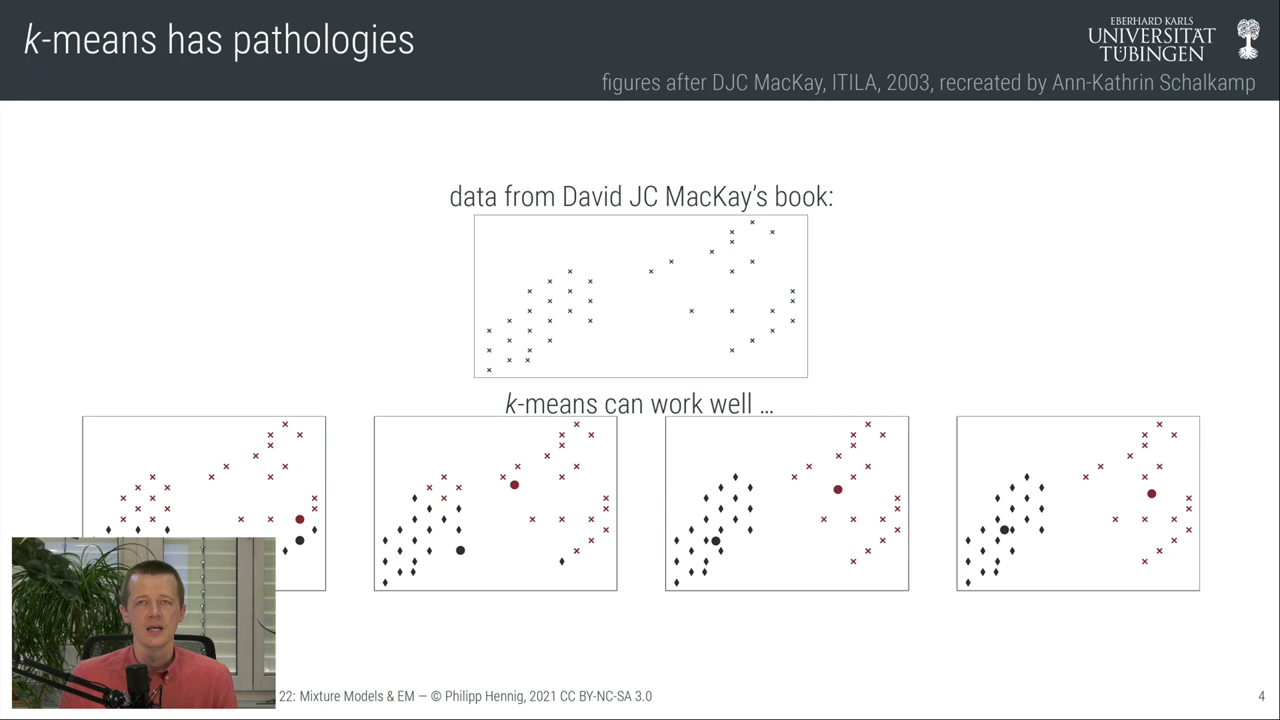 k-means has pathologies
EBERHARD KARLS
UNIVERSITÄT
TÜBINGEN
figures after DJC MacKay, ITILA, 2003, recreated by Ann-Kathrin Schalkamp
data from David JC MacKay's book:
k-means can work well ...
22: Mixture Models & EM — © Philipp Hennig, 2021 CC BY-NC-SA 3.0
4